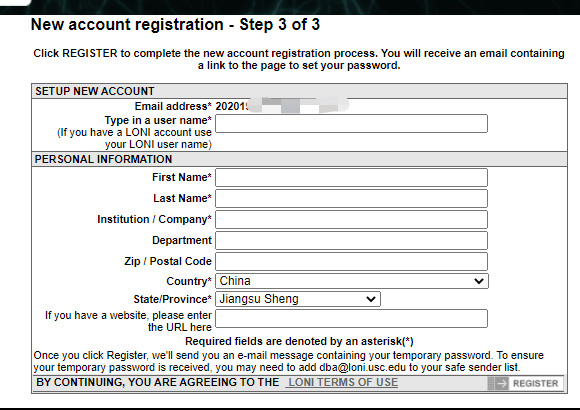 New account registration - Step 3 of 3
Click REGISTER to complete the new account registration process. You will receive an email containing
a link to the page to set your password.
SETUP NEW ACCOUNT
Email address* 20201
Type in a user name*
(If you have a LONI account use
your LONI user name)
PERSONAL INFORMATION
First Name*
Last Name*
Institution / Company*
Department
Zip / Postal Code
Country* China
State/Province* Jiangsu Sheng
If you have a website, please enter
the URL here
Required fields are denoted by an asterisk(*)
Once you click Register, we'll send you an e-mail message containing your temporary password. To ensure
your temporary password is received, you may need to add dba@loni.usc.edu to your safe sender list.
BY CONTINUING, YOU ARE AGREEING TO THE LONI TERMS OF USE
REGISTER